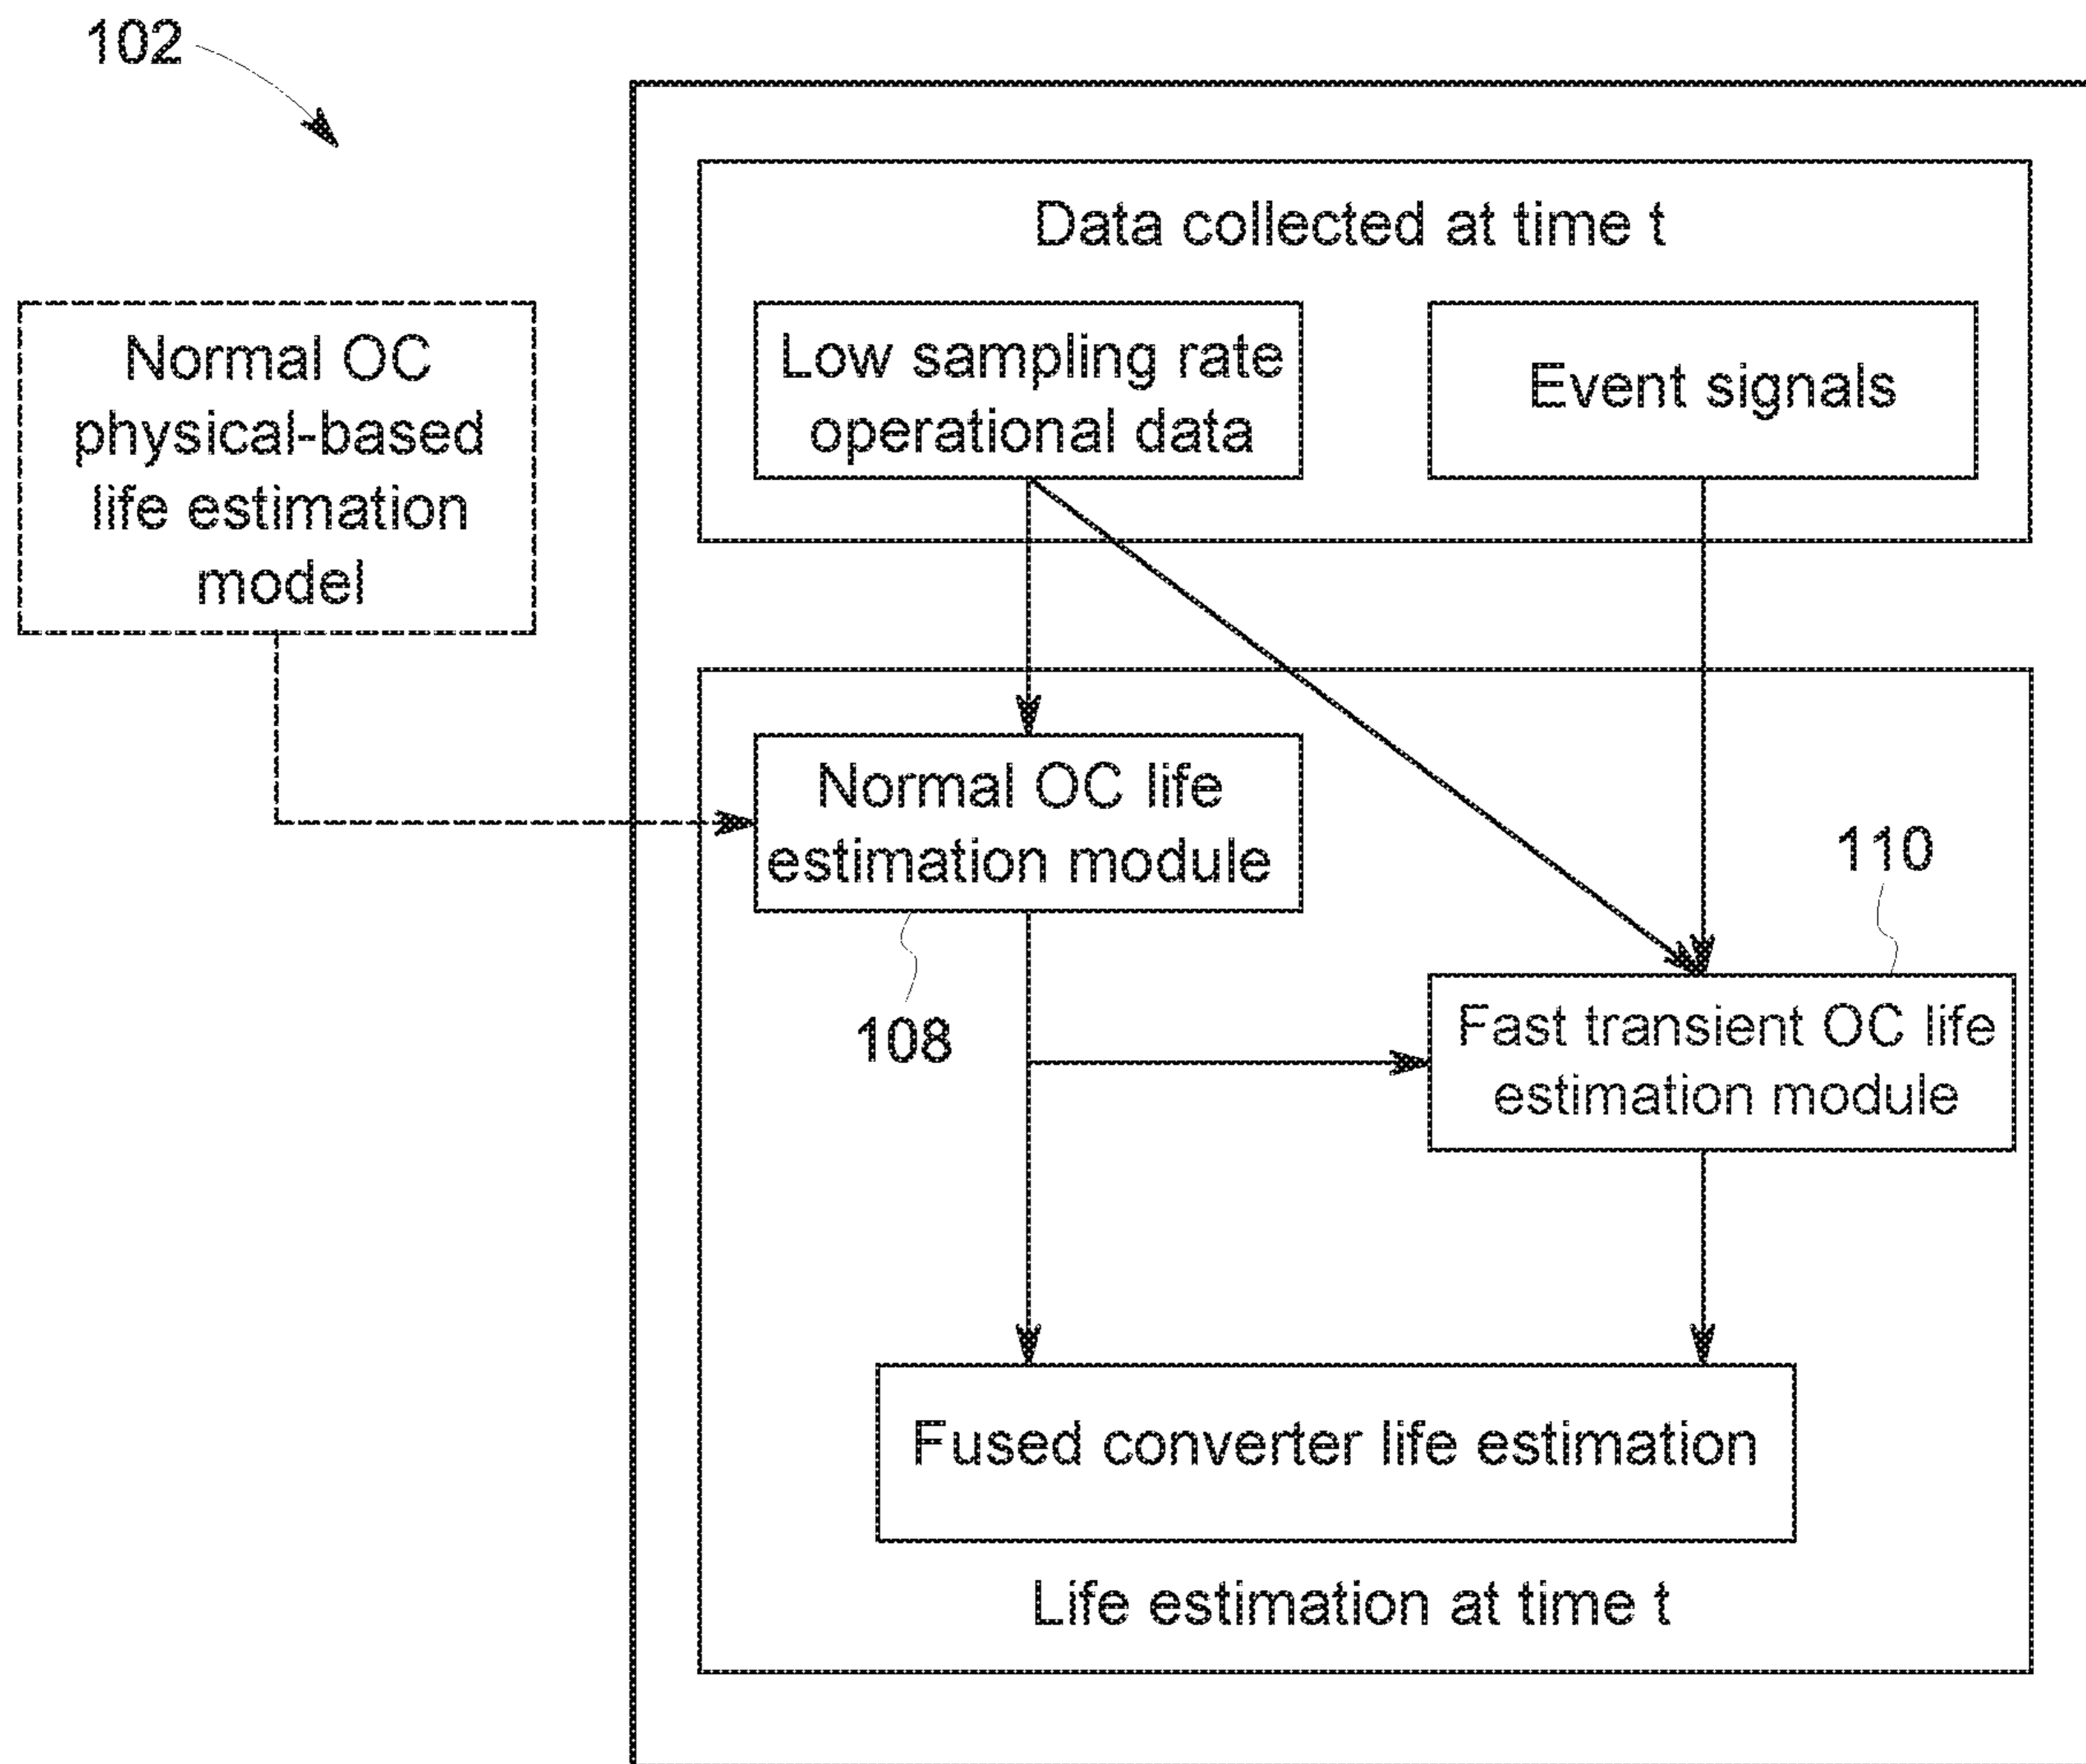 102
Data collected at time t
Normal OC
physical-based
life estimation
model
Low sampling rate
operational data
Event signals
Normal OC life
estimation module
110
108
Fast transient OC life
estimation module
Fused converter life estimation
Life estimation at time t